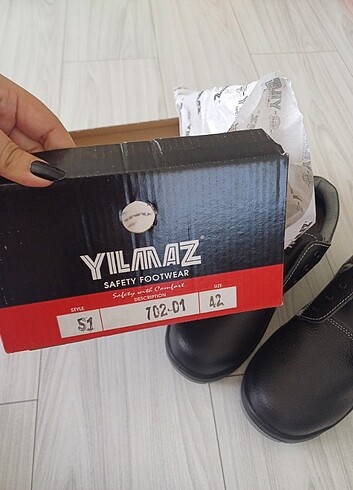 YILMAZ
SAFETY FOOTWEAR
Safety with Comfort
STYLE DESCRIPTION SIZE
S1 702-01 42